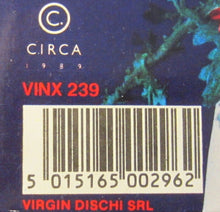 C.
CIRCA
1989
VINX 239
5 015165 002962
VIRGIN DISCHI SRL